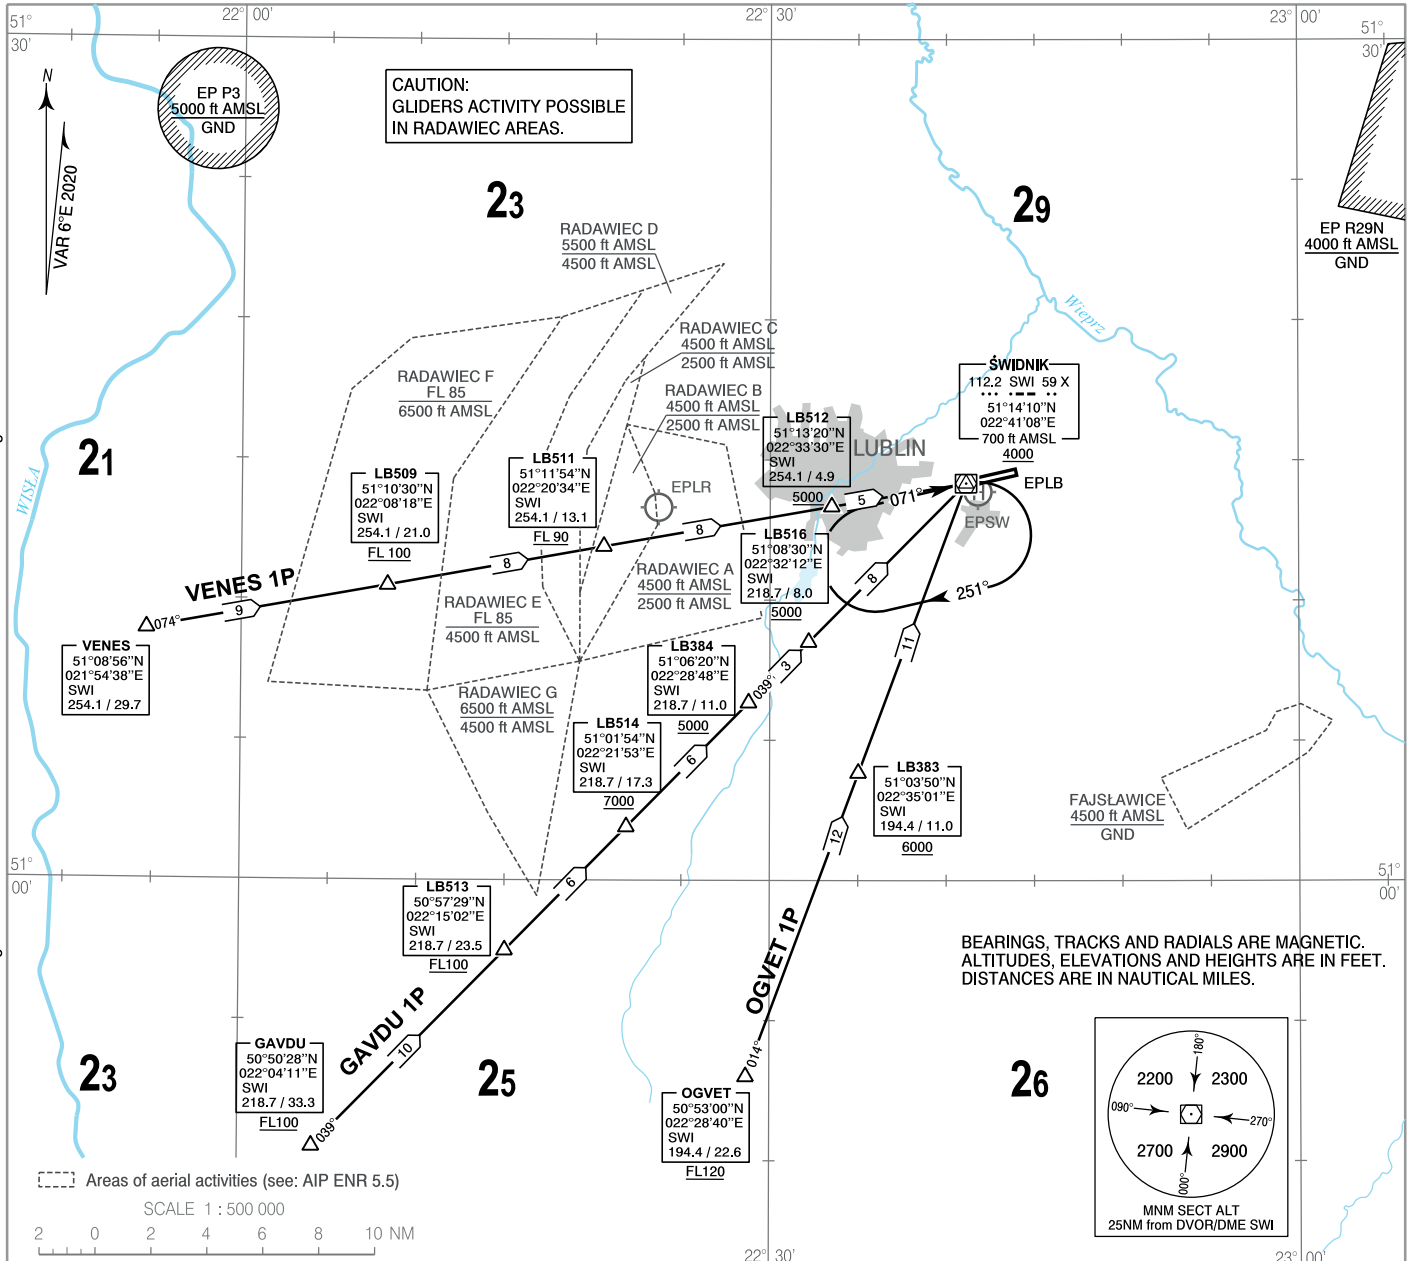 51°
30'
22° 00'
22° 30'
23° 00'
51°
30'
N
VAR 6°E 2020
EP P3
5000 ft AMSL
GND
CAUTION:
GLIDERS ACTIVITY POSSIBLE
IN RADAWIEC AREAS.
23
29
EP R29N
4000 ft AMSL
GND
RADAWIEC D
5500 ft AMSL
4500 ft AMSL
Wieprz
RADAWIEC C
4500 ft AMSL
2500 ft AMSL
RADAWIEC F
FL 85
6500 ft AMSL
RADAWIEC B
4500 ft AMSL
2500 ft AMSL
ŚWIDNIK
112.2 SWI 59 X
51°14'10''N
022°41'08''E
700 ft AMSL
4000
LB512
51°13'20''N
022°33'30''E
SWI
254.1 / 4.9
5000
LUBLIN
21
WISŁA
LB509
51°10'30''N
022°08'18''E
SWI
254.1 / 21.0
FL 100
LB511
51°11'54''N
022°20'34''E
SWI
254.1 / 13.1
FL 90
EPLR
EPLB
EPSW
5
071°
8
8
LB516
51°08'30''N
022°32'12''E
SWI
218.7 / 8.0
5000
RADAWIEC A
4500 ft AMSL
2500 ft AMSL
VENES 1P
9
074°
8
251°
RADAWIEC E
FL 85
4500 ft AMSL
VENES
51°08'56''N
021°54'38''E
SWI
254.1 / 29.7
11
LB384
51°06'20''N
022°28'48''E
SWI
218.7 / 11.0
5000
039°
3
RADAWIEC G
6500 ft AMSL
4500 ft AMSL
LB514
51°01'54''N
022°21'53''E
SWI
218.7 / 17.3
7000
6
LB383
51°03'50''N
022°35'01''E
SWI
194.4 / 11.0
6000
FAJSŁAWICE
4500 ft AMSL
GND
12
51°
00'
51°
00'
6
LB513
50°57'29''N
022°15'02''E
SWI
218.7 / 23.5
FL100
OGVET 1P
BEARINGS, TRACKS AND RADIALS ARE MAGNETIC.
ALTITUDES, ELEVATIONS AND HEIGHTS ARE IN FEET.
DISTANCES ARE IN NAUTICAL MILES.
GAVDU 1P
10
23
25
26
GAVDU
50°50'28''N
022°04'11''E
SWI
218.7 / 33.3
FL100
039°
014°
OGVET
50°53'00''N
022°28'40''E
SWI
194.4 / 22.6
FL120
180°
2200 2300
090°
270°
2700 2900
000°
MNM SECT ALT
25NM from DVOR/DME SWI
Areas of aerial activities (see: AIP ENR 5.5)
SCALE 1 : 500 000
2 0 2 4 6 8 10 NM
22° 30'
23° 00'